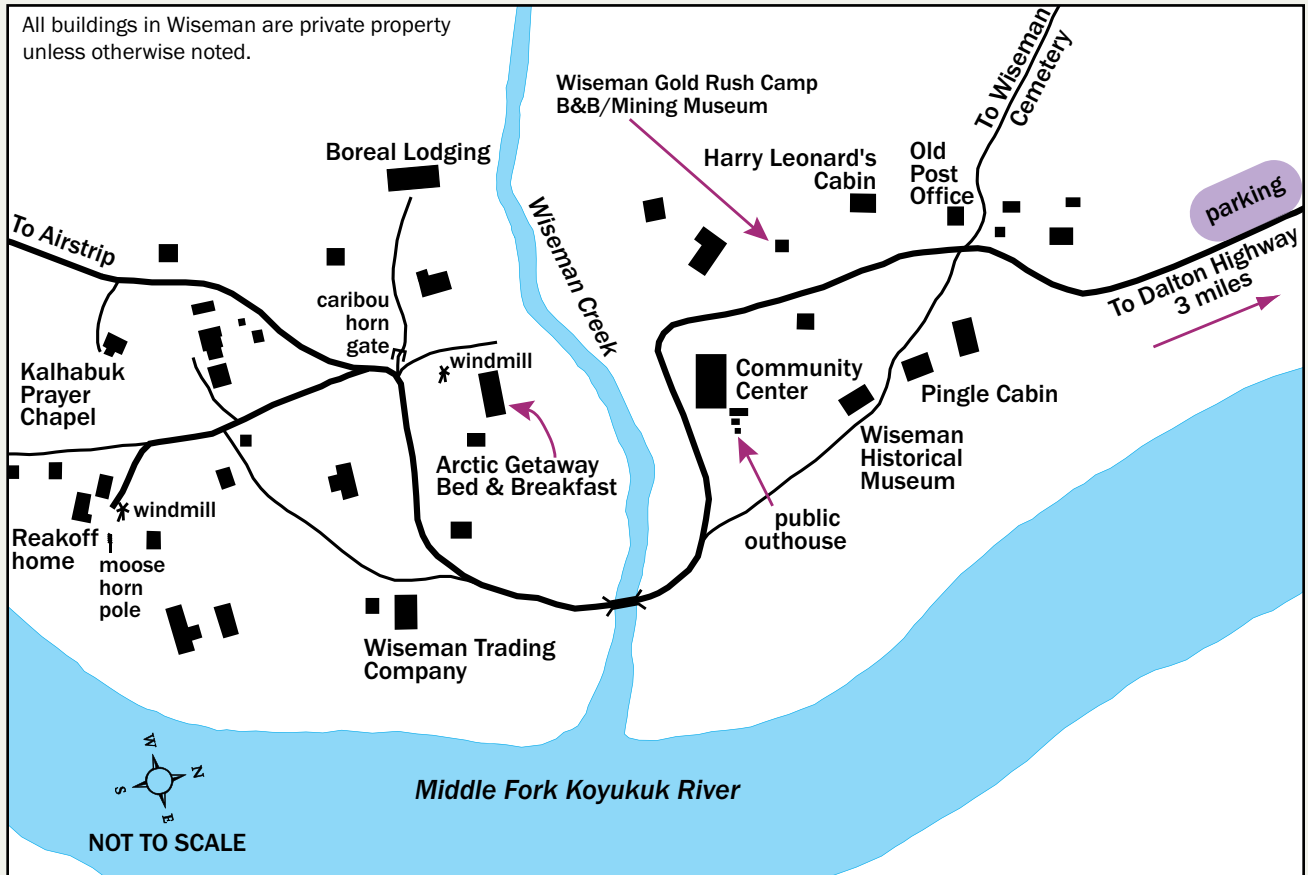 All buildings in Wiseman are private property
unless otherwise noted.
To Wiseman
Cemetery
Wiseman Gold Rush Camp
B&B/Mining Museum
Boreal Lodging
Harry Leonard's
Cabin
Old
Post
Office
parking
To Airstrip
Wiseman Creek
To Dalton Highway
3 miles
caribou
horn
gate
windmill
Kalhabuk
Prayer
Chapel
Community
Center
Pingle Cabin
Arctic Getaway
Bed & Breakfast
Wiseman
Historical
Museum
windmill
public
outhouse
Reakoff
home
moose
horn
pole
Wiseman Trading
Company
W
N
S
E
Middle Fork Koyukuk River
NOT TO SCALE